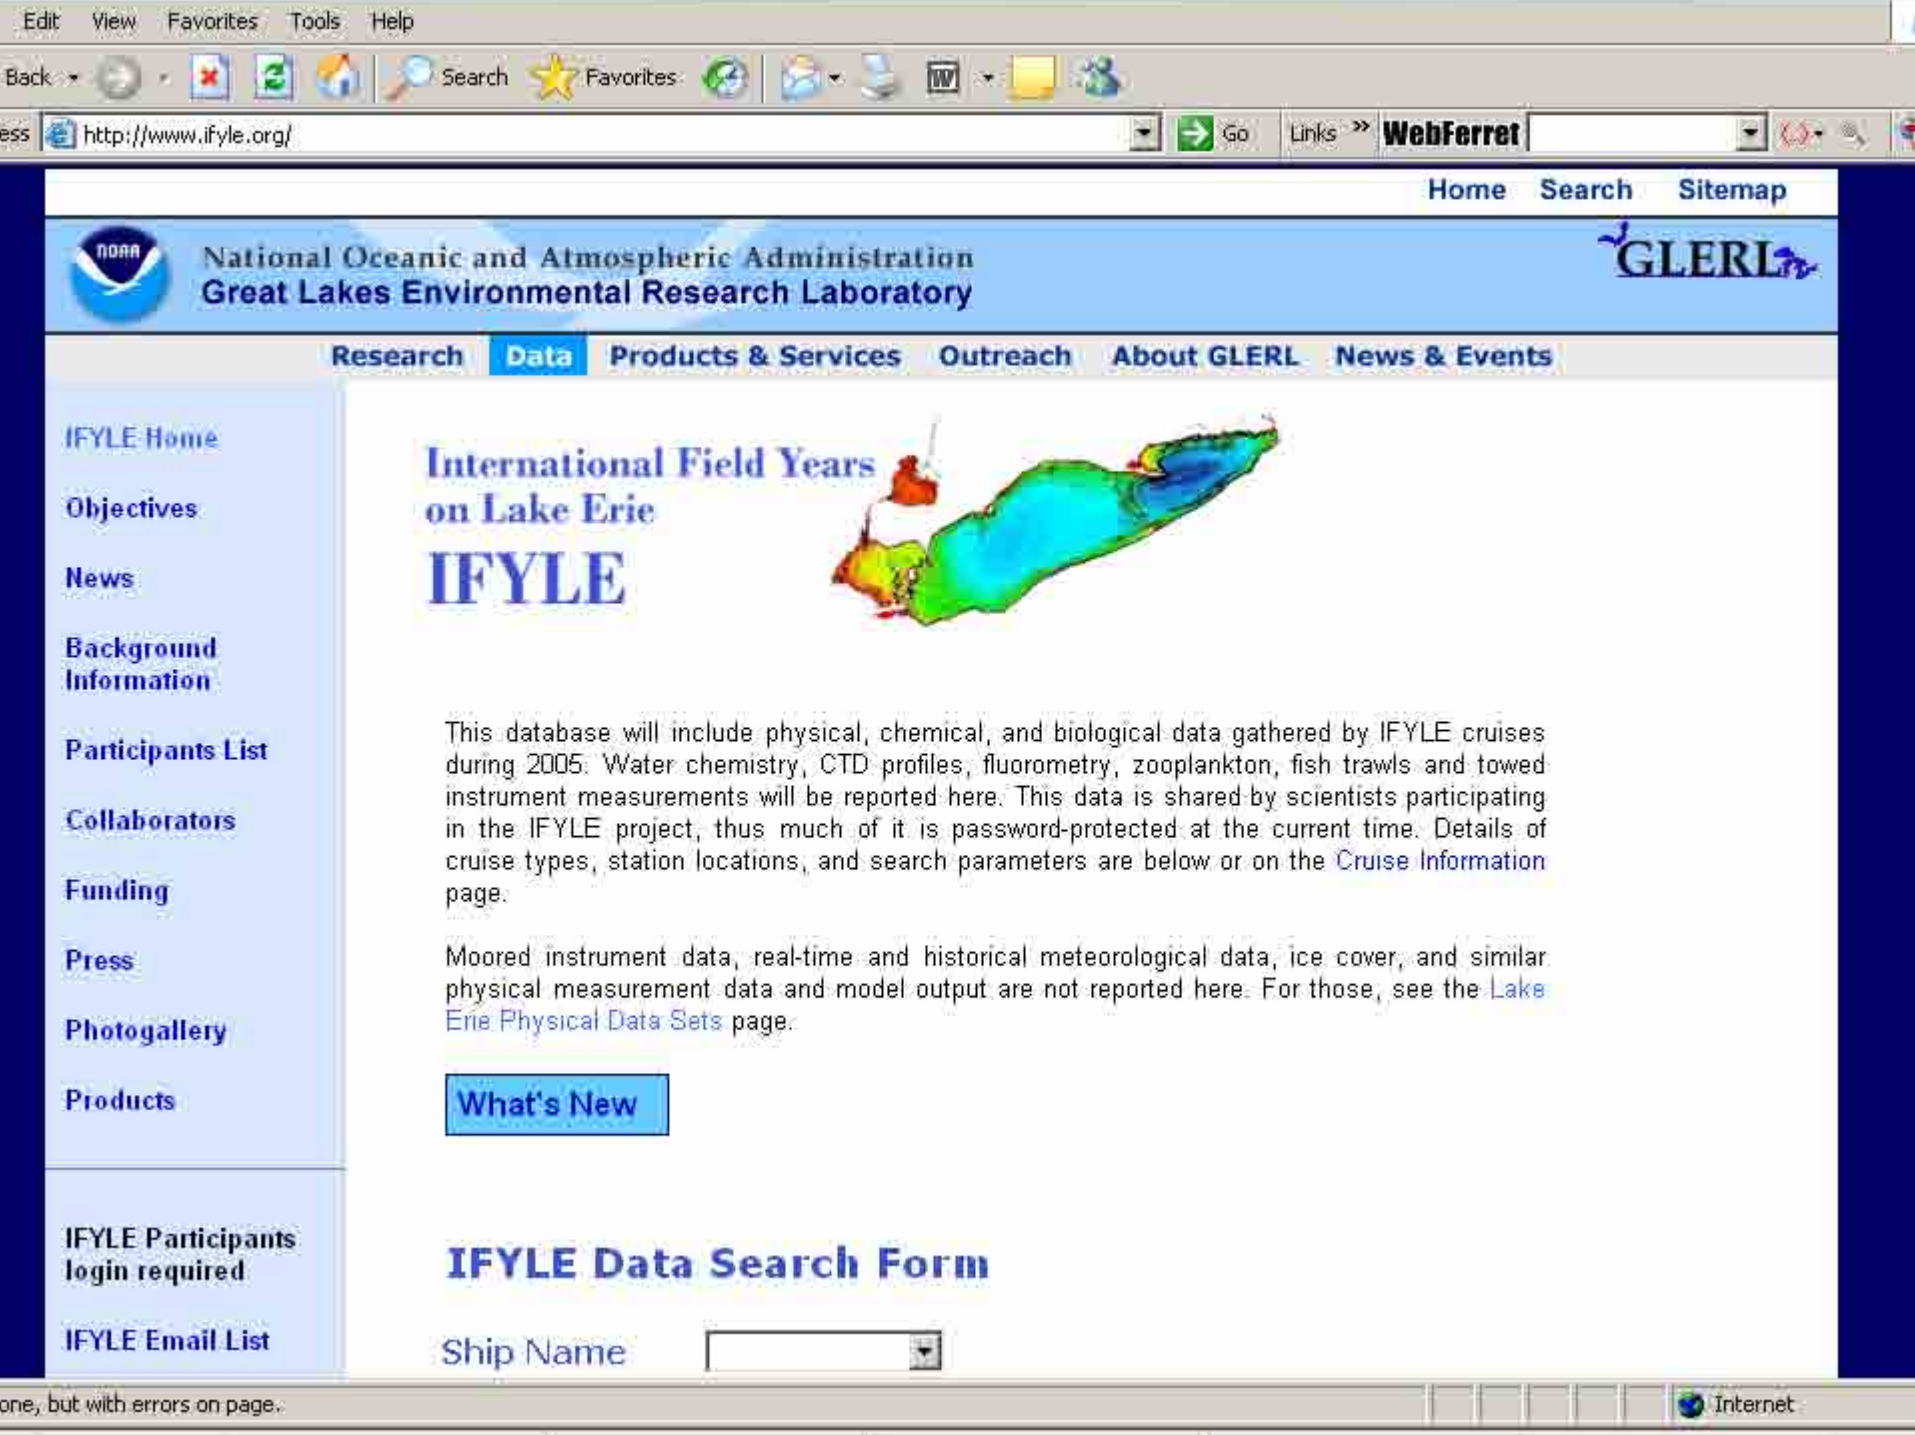 Edit View Favorites Tools Help
Back Search Favorites
ess http://www.ifyle.org/ Go Links » WebFerret
Home Search Sitemap
NOAA
National Oceanic and Atmospheric Administration
Great Lakes Environmental Research Laboratory
GLERL
Research Data Products & Services Outreach About GLERL News & Events
IFYLE Home
Objectives
News
Background
Information
Participants List
Collaborators
Funding
Press
Photogallery
Products
IFYLE Participants
login required
IFYLE Email List
International Field Years
on Lake Erie
IFYLE
This database will include physical, chemical, and biological data gathered by IFYLE cruises
during 2005. Water chemistry, CTD profiles, fluorometry, zooplankton, fish trawls and towed
instrument measurements will be reported here. This data is shared by scientists participating
in the IFYLE project, thus much of it is password-protected at the current time. Details of
cruise types, station locations, and search parameters are below or on the Cruise Information
page.
Moored instrument data, real-time and historical meteorological data, ice cover, and similar
physical measurement data and model output are not reported here. For those, see the Lake
Erie Physical Data Sets page.
What's New
IFYLE Data Search Form
Ship Name
one, but with errors on page.
Internet